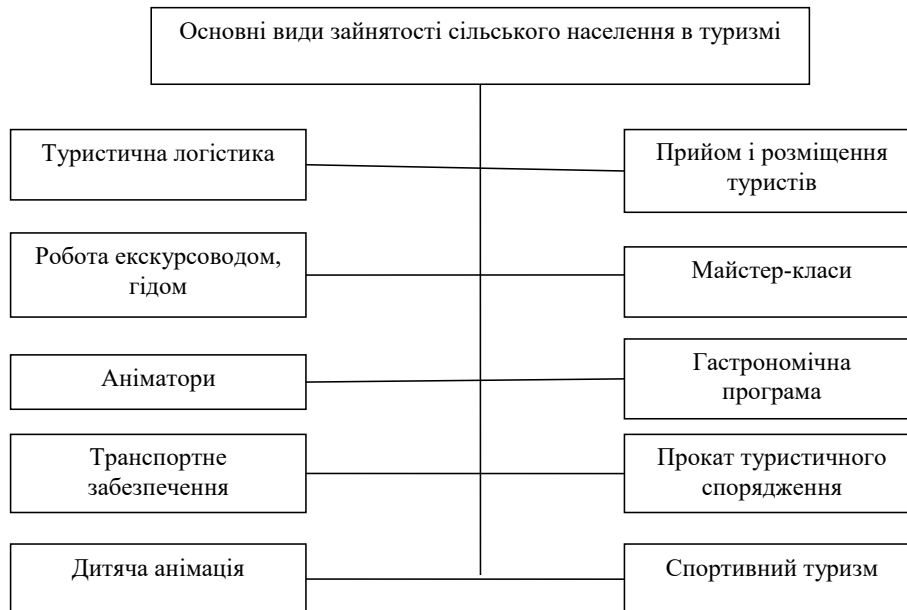 Основні види зайнятості сільського населення в туризмі
Туристична логістика
Прийом і розміщення
туристів
Робота екскурсоводом,
гідом
Майстер-класи
Аніматори
Гастрономічна
програма
Транспортне
забезпечення
Прокат туристичного
спорядження
Дитяча анімація
Спортивний туризм